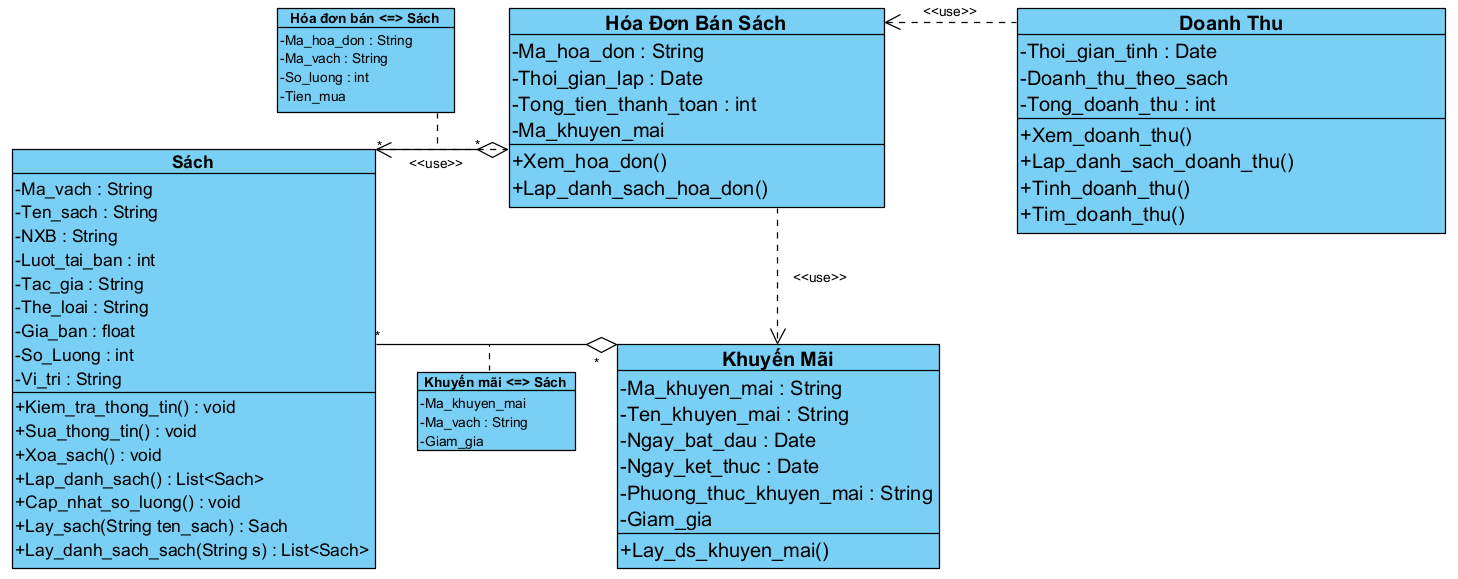 Hóa đơn bán <=> Sách
-Ma_hoa_don : String
-Ma_vach : String
-So_luong : int
-Tien_mua
Hóa Đơn Bán Sách
-Ma_hoa_don : String
-Thoi_gian_lap : Date
-Tong_tien_thanh_toan : int
-Ma_khuyen_mai
+Xem_hoa_don()
+Lap_danh_sach_hoa_don()
<<use>>
Doanh Thu
-Thoi_gian_tinh : Date
-Doanh_thu_theo_sach
-Tong_doanh_thu : int
+Xem_doanh_thu()
+Lap_danh_sach_doanh_thu()
+Tinh_doanh_thu()
+Tim_doanh_thu()
*
*
<<use>>
Sách
-Ma_vach : String
-Ten_sach : String
-NXB : String
-Luot_tai_ban : int
-Tac_gia : String
-The_loai : String
-Gia_ban : float
-So_Luong : int
-Vi_tri : String
+Kiem_tra_thong_tin() : void
+Sua_thong_tin() : void
+Xoa_sach() : void
+Lap_danh_sach() : List<Sach>
+Cap_nhat_so_luong() : void
+Lay_sach(String ten_sach) : Sach
+Lay_danh_sach_sach(String s) : List<Sach>
<<use>>
*
*
Khuyến mãi <=> Sách
-Ma_khuyen_mai
-Ma_vach : String
-Giam_gia
Khuyến Mãi
-Ma_khuyen_mai : String
-Ten_khuyen_mai : String
-Ngay_bat_dau : Date
-Ngay_ket_thuc : Date
-Phuong_thuc_khuyen_mai : String
-Giam_gia
+Lay_ds_khuyen_mai()